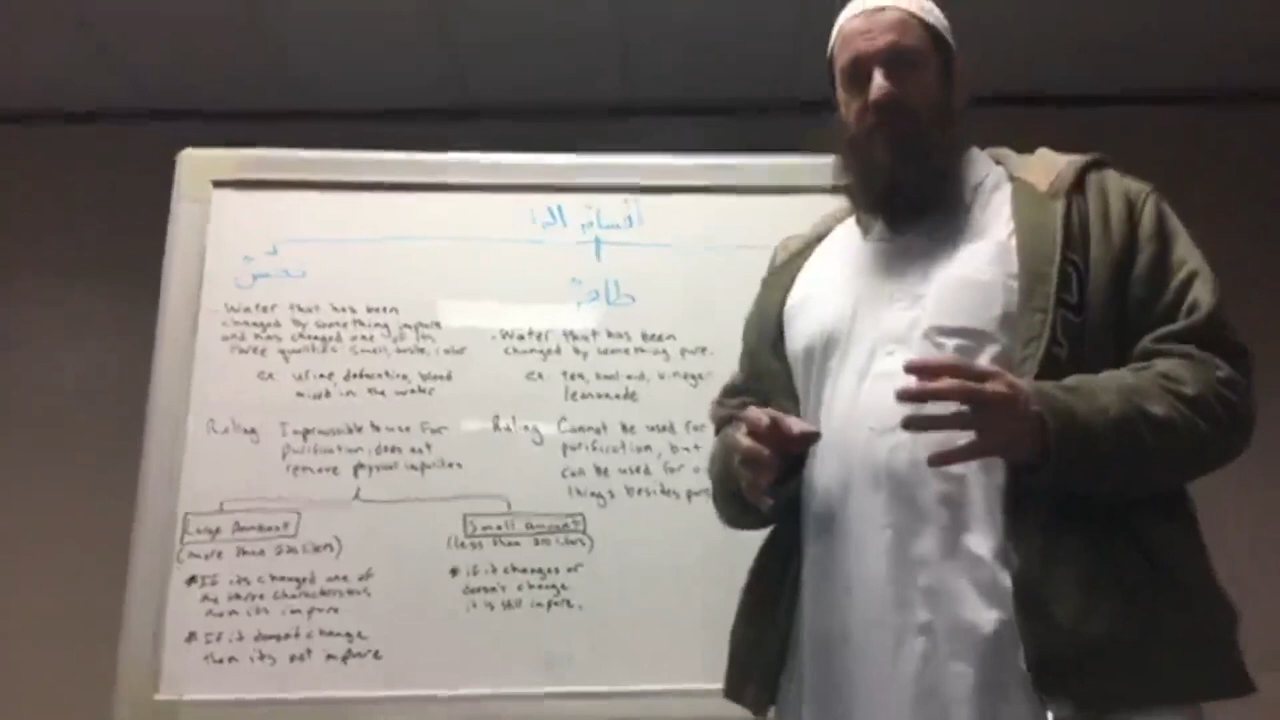 أقسام الماء
نجسٌ
- Water that has been
changed by something impure
and has changed one of its
three qualities smell, taste, color
ex: urine, defecation, blood
mixed in the water
Ruling Impermissible to use for
purification, does not
remove physical impurities
Large Amount
(more than 220 liters)
* If its changed one of
the three characteristics
then its impure
* If it doesn't change
then its not impure
Small amount
(less than 220 liters)
* if it changes or
doesn't change
it is still impure.
طاهرٌ
- Water that has been
changed by something pure.
ex: tea, kool-aid, vinegar
lemonade
Ruling Cannot be used for
purification, but
can be used for
things besides